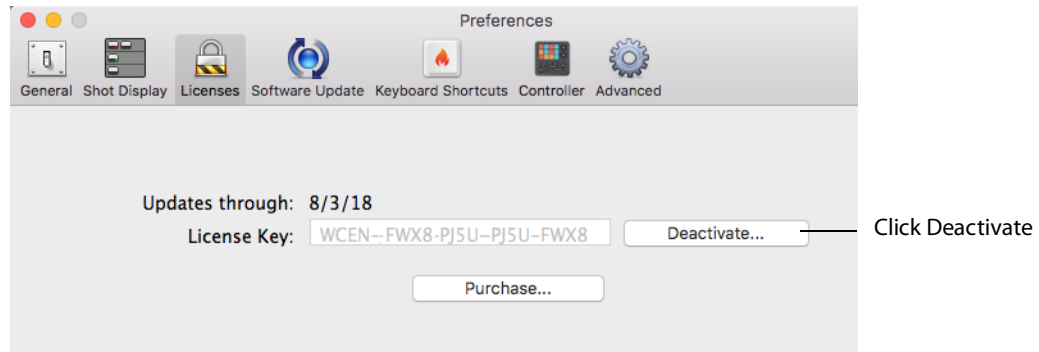 Preferences
General Shot Display Licenses Software Update Keyboard Shortcuts Controller Advanced
Updates through: 8/3/18
License Key: WCEN–FWX8-PJ5U–PJ5U–FWX8 Deactivate... Click Deactivate
Purchase...